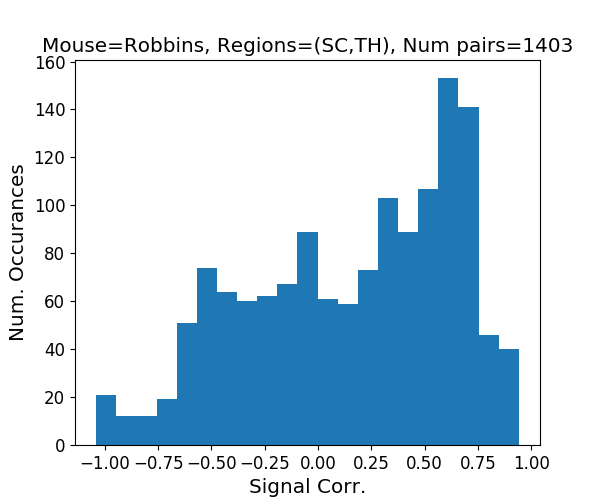 Mouse=Robbins, Regions=(SC,TH), Num pairs=1403
160
140
120
100
80
60
40
20
0
Num. Occurances
−1.00 −0.75 −0.50 −0.25 0.00 0.25 0.50 0.75 1.00
Signal Corr.